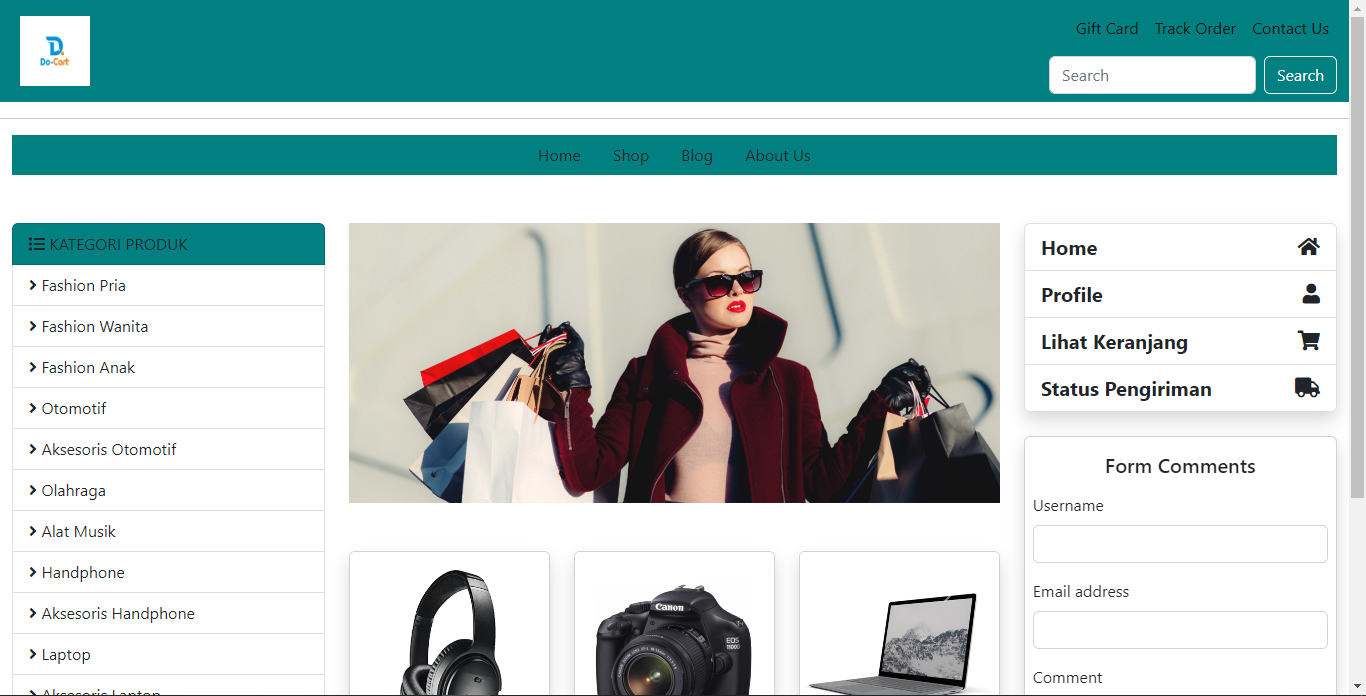 Do-Cart
Gift Card Track Order Contact Us
Search Search
Home Shop Blog About Us
KATEGORI PRODUK
Fashion Pria
Fashion Wanita
Fashion Anak
Otomotif
Aksesoris Otomotif
Olahraga
Alat Musik
Handphone
Aksesoris Handphone
Laptop
Aksesoris Laptop
Canon
EOS
1100D
Home
Profile
Lihat Keranjang
Status Pengiriman
Form Comments
Username
Email address
Comment